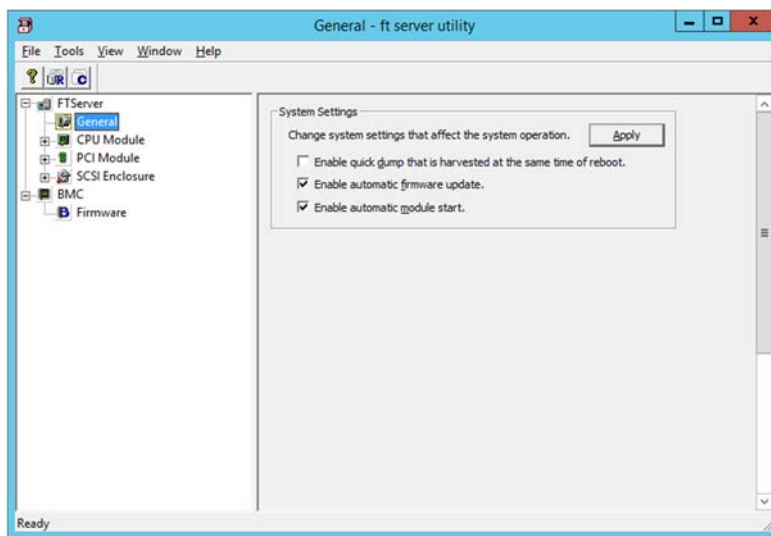 General - ft server utility
File Tools View Window Help
FTServer
General
CPU Module
PCI Module
SCSI Enclosure
BMC
Firmware
System Settings
Change system settings that affect the system operation. Apply
Enable quick dump that is harvested at the same time of reboot.
Enable automatic firmware update.
Enable automatic module start.
Ready